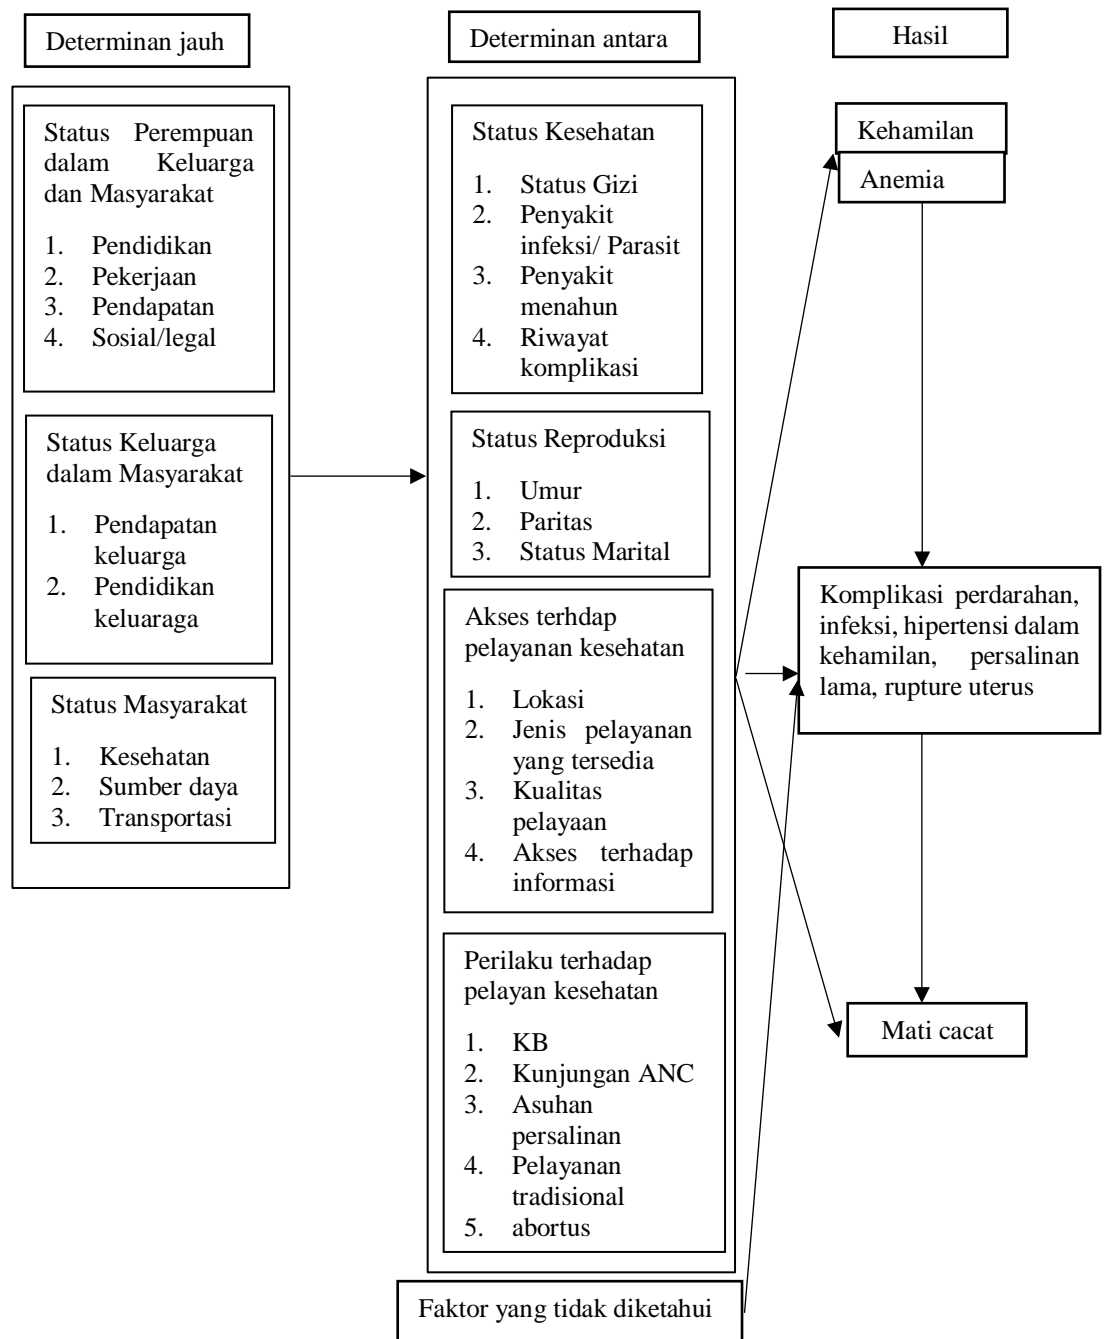 Determinan jauh
Status Perempuan
dalam Keluarga
dan Masyarakat
1. Pendidikan
2. Pekerjaan
3. Pendapatan
4. Sosial/legal
Status Keluarga
dalam Masyarakat
1. Pendapatan
keluarga
2. Pendidikan
keluaraga
Status Masyarakat
1. Kesehatan
2. Sumber daya
3. Transportasi
Determinan antara
Status Kesehatan
1. Status Gizi
2. Penyakit
infeksi/ Parasit
3. Penyakit
menahun
4. Riwayat
komplikasi
Status Reproduksi
1. Umur
2. Paritas
3. Status Marital
Akses terhdap
pelayanan kesehatan
1. Lokasi
2. Jenis pelayanan
yang tersedia
3. Kualitas
pelayaan
4. Akses terhadap
informasi
Perilaku terhadap
pelayan kesehatan
1. KB
2. Kunjungan ANC
3. Asuhan
persalinan
4. Pelayanan
tradisional
5. abortus
Faktor yang tidak diketahui
Hasil
Kehamilan
Anemia
Komplikasi perdarahan,
infeksi, hipertensi dalam
kehamilan, persalinan
lama, rupture uterus
Mati cacat